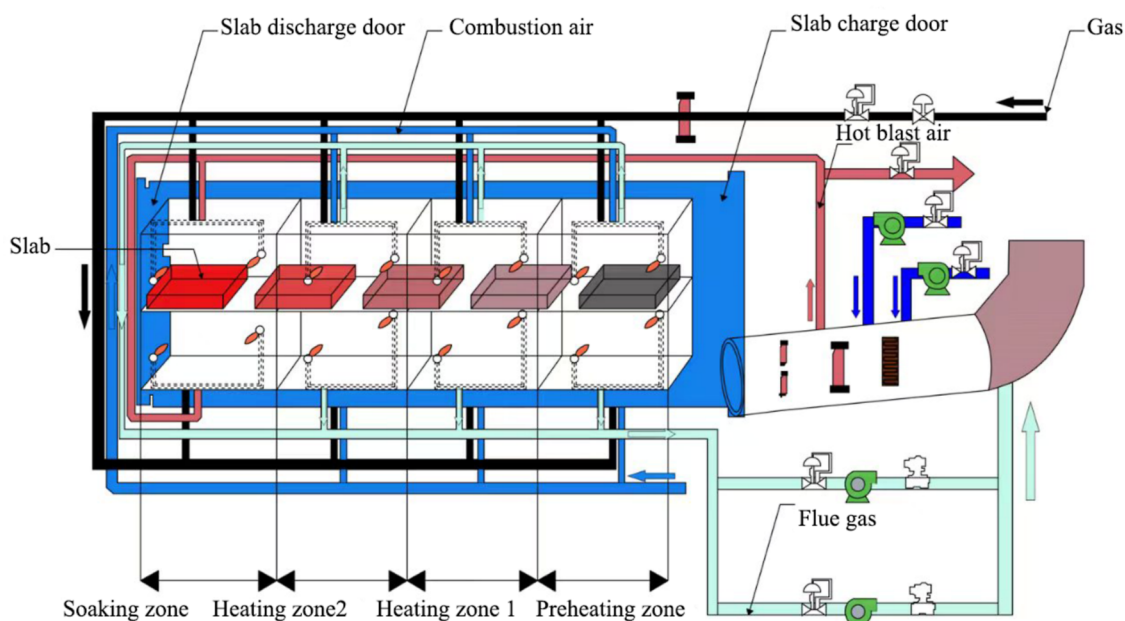 Slab discharge door
Combustion air
Slab charge door
Gas
Hot blast air
Slab
Flue gas
Soaking zone
Heating zone2
Heating zone 1
Preheating zone